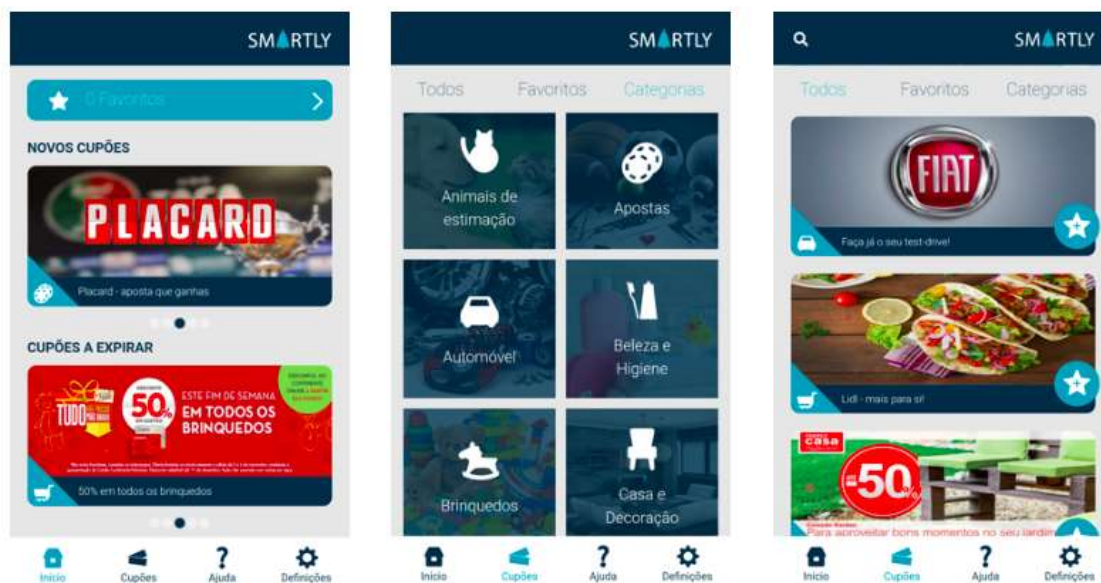 SMARTLY
0 Favoritos
NOVOS CUPÕES
PLACARD
Placard - aposta que ganhas
CUPÕES A EXPIRAR
TUDO
DESCONTO
50%
ESTE FIM DE SEMANA
EM TODOS OS
BRINQUEDOS
50% em todos os brinquedos
Início
Cupões
Ajuda
Definições
SMARTLY
Todos
Favoritos
Categorias
Animais de
estimação
Apostas
Automóvel
Beleza e
Higiene
Brinquedos
Casa e
Decoração
Início
Cupões
Ajuda
Definições
SMARTLY
Todos
Favoritos
Categorias
FIAT
Faça já o seu test-drive!
Lidl - mais para si!
casa
50%
Para aproveitar bons momentos no seu jardim
Início
Cupões
Ajuda
Definições